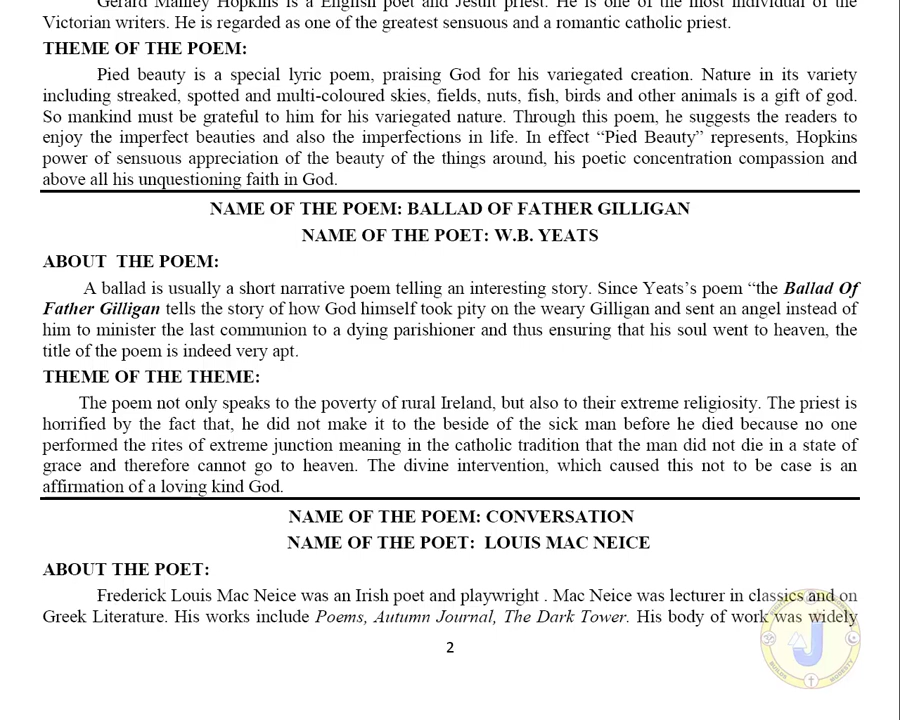 Gerard Manley Hopkins is a English poet and Jesuit priest. He is one of the most individual of the
Victorian writers. He is regarded as one of the greatest sensuous and a romantic catholic priest.
THEME OF THE POEM:
Pied beauty is a special lyric poem, praising God for his variegated creation. Nature in its variety
including streaked, spotted and multi-coloured skies, fields, nuts, fish, birds and other animals is a gift of god.
So mankind must be grateful to him for his variegated nature. Through this poem, he suggests the readers to
enjoy the imperfect beauties and also the imperfections in life. In effect “Pied Beauty” represents, Hopkins
power of sensuous appreciation of the beauty of the things around, his poetic concentration compassion and
above all his unquestioning faith in God.
NAME OF THE POEM: BALLAD OF FATHER GILLIGAN
NAME OF THE POET: W.B. YEATS
ABOUT THE POEM:
A ballad is usually a short narrative poem telling an interesting story. Since Yeats’s poem “the Ballad Of
Father Gilligan tells the story of how God himself took pity on the weary Gilligan and sent an angel instead of
him to minister the last communion to a dying parishioner and thus ensuring that his soul went to heaven, the
title of the poem is indeed very apt.
THEME OF THE THEME:
The poem not only speaks to the poverty of rural Ireland, but also to their extreme religiosity. The priest is
horrified by the fact that, he did not make it to the beside of the sick man before he died because no one
performed the rites of extreme junction meaning in the catholic tradition that the man did not die in a state of
grace and therefore cannot go to heaven. The divine intervention, which caused this not to be case is an
affirmation of a loving kind God.
NAME OF THE POEM: CONVERSATION
NAME OF THE POET: LOUIS MAC NEICE
ABOUT THE POET:
Frederick Louis Mac Neice was an Irish poet and playwright . Mac Neice was lecturer in classics and on
Greek Literature. His works include Poems, Autumn Journal, The Dark Tower. His body of work was widely
2
J
MODESTY